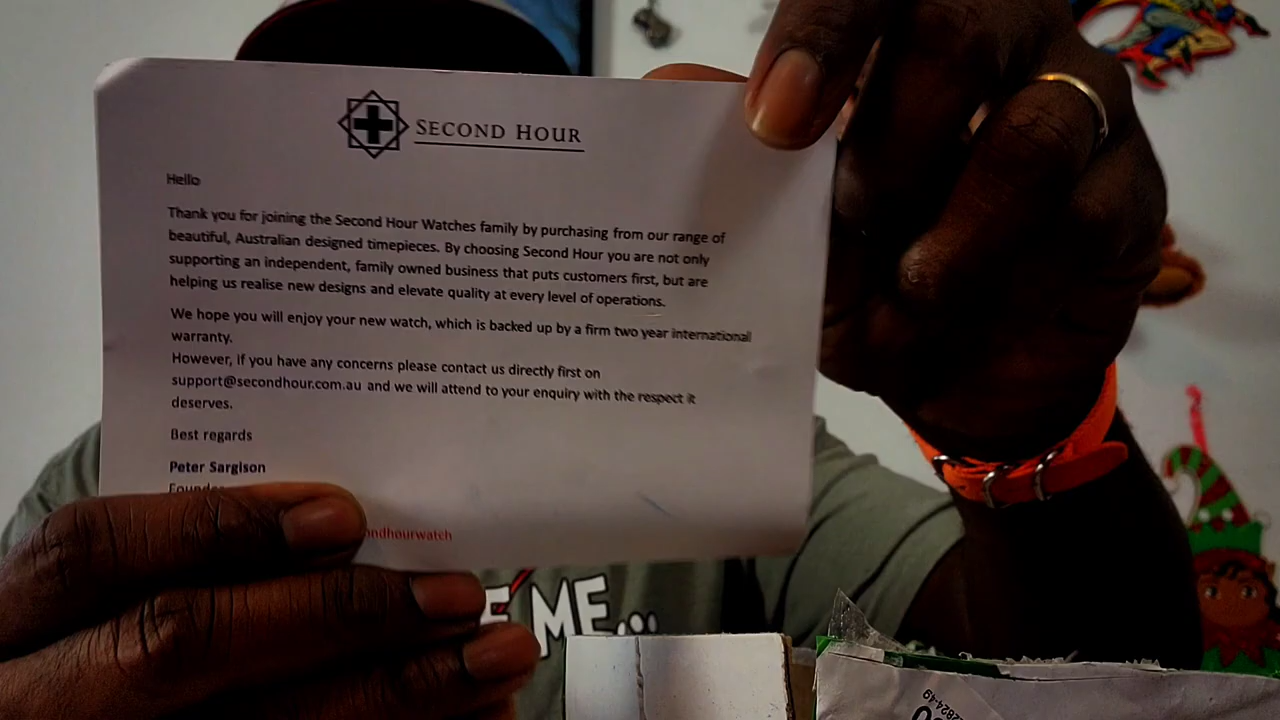 SECOND HOUR
Hello
Thank you for joining the Second Hour Watches family by purchasing from our range of
beautiful, Australian designed timepieces. By choosing Second Hour you are not only
supporting an independent, family owned business that puts customers first, but are
helping us realise new designs and elevate quality at every level of operations.
We hope you will enjoy your new watch, which is backed up by a firm two year international
warranty.
However, if you have any concerns please contact us directly first on
support@secondhour.com.au and we will attend to your enquiry with the respect it
deserves.
Best regards
Peter Sargison
Founder
ondhourwatch
ME...